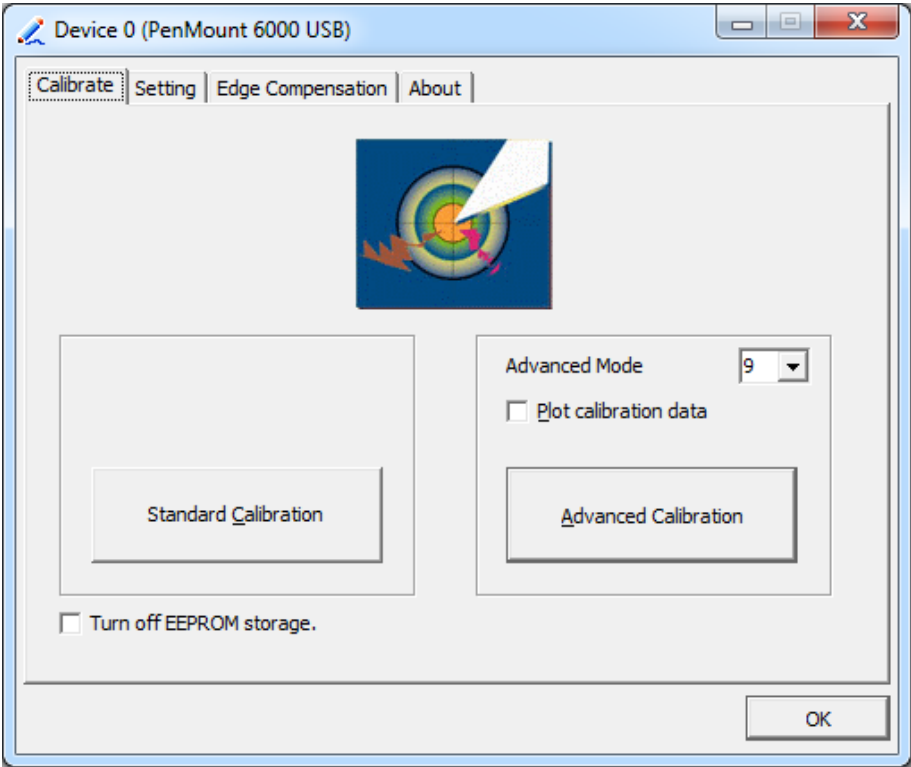 Device 0 (PenMount 6000 USB)
Calibrate Setting Edge Compensation About
Advanced Mode 9
Plot calibration data
Standard Calibration
Advanced Calibration
Turn off EEPROM storage.
OK